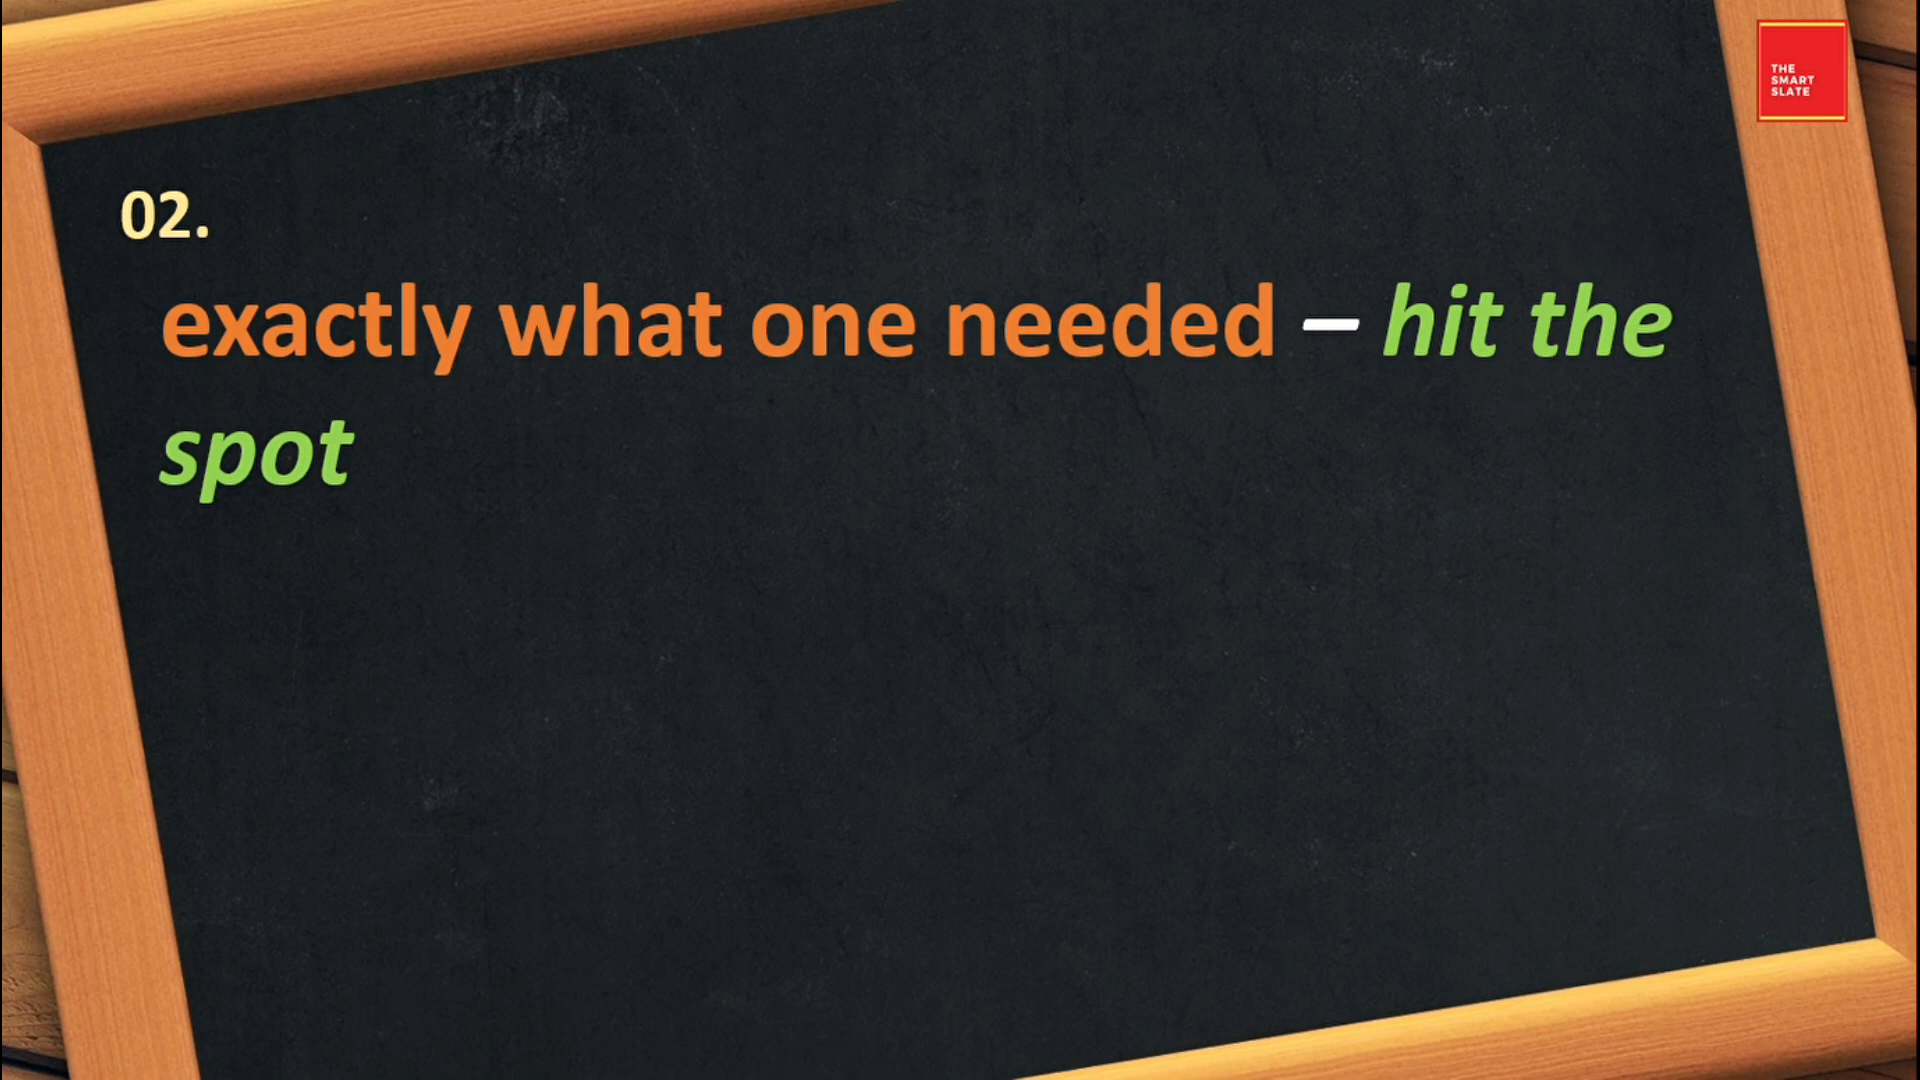 THE
SMART
SLATE
02.
exactly what one needed – hit the
spot